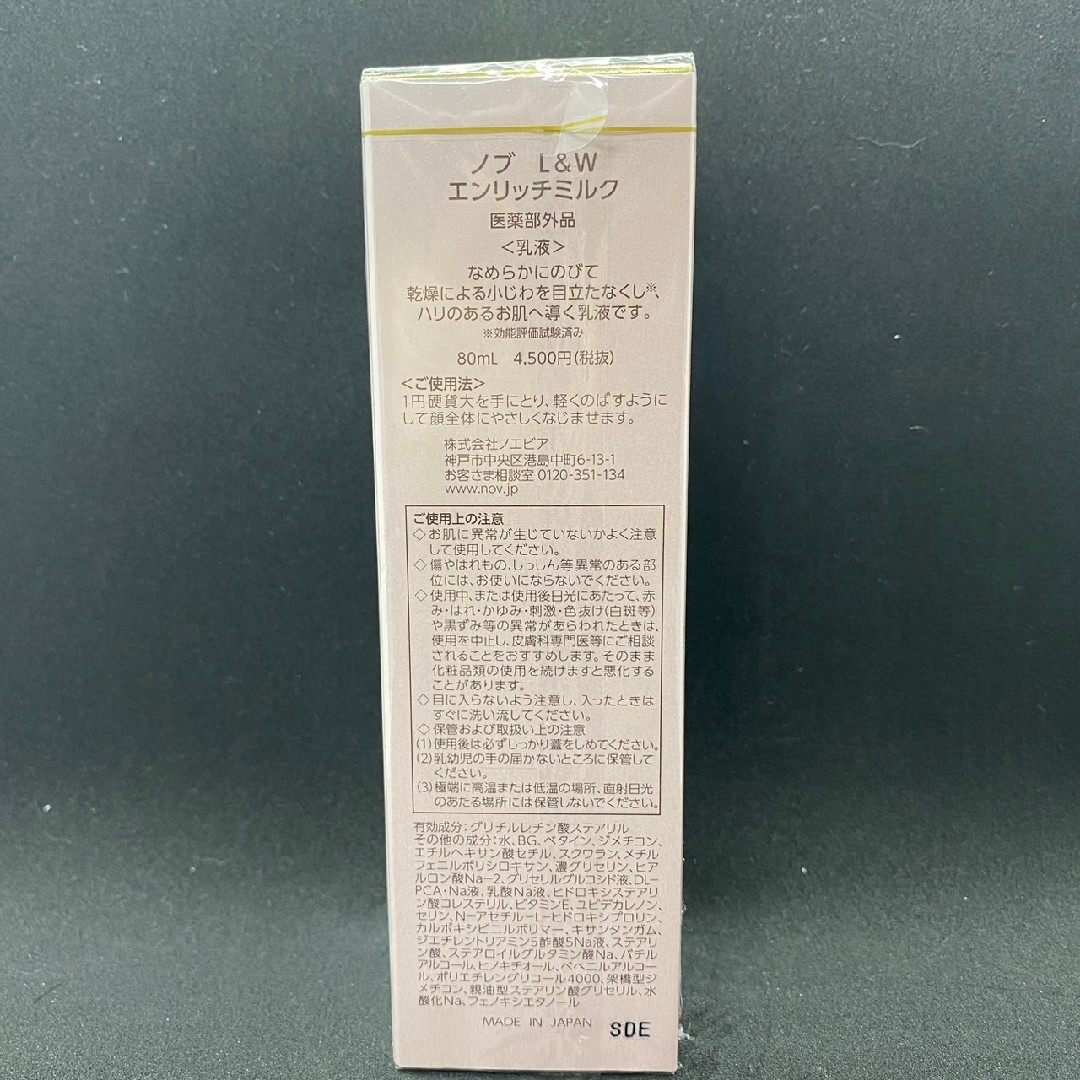 ノブ L&W
エンリッチミルク
医薬部外品
<乳液>
なめらかにのびて
乾燥による小じわを目立たなくし※、
ハリのあるお肌へ導く乳液です。
※効能評価試験済み
80mL 4,500円(税抜)
<ご使用法>
1円硬貨大を手にとり、軽くのばすように
して顔全体にやさしくなじませます。
株式会社ノエビア
神戸市中央区港島中町6-13-1
お客さま相談室 0120-351-134
www.nov.jp
ご使用上の注意
◇お肌に異常が生じていないかよく注意
して使用してください。
◇傷やはれもの、しっしん等異常のある部
位には、お使いにならないでください。
◇使用中、または使用後日光にあたって、赤
み・はれ・かゆみ・刺激・色抜け(白斑等)
や黒ずみ等の異常があらわれたときは、
使用を中止し、皮膚科専門医等にご相談
されることをおすすめします。そのまま
化粧品類の使用を続けますと悪化する
ことがあります。
◇目に入らないよう注意し、入ったときは
すぐに洗い流してください。
◇保管および取扱い上の注意
(1)使用後は必ずしっかり蓋をしめてください。
(2)乳幼児の手の届かないところに保管して
ください。
(3)極端に高温または低温の場所、直射日光
のあたる場所には保管しないでください。
有効成分:グリチルレチン酸ステアリル
その他の成分:水、BG、ベタイン、ジメチコン、
エチルヘキサン酸セチル、スクワラン、メチル
フェニルポリシロキサン、濃グリセリン、ヒア
ルロン酸Na-2、グリセリルグルコシド液、DL-
PCA・Na液、乳酸Na液、ヒドロキシステアリ
ン酸コレステリル、ビタミンE、ユビデカレノン、
セリン、N-アセチル-L-ヒドロキシプロリン、
カルボキシビニルポリマー、キサンタンガム、
ジエチレントリアミン5酢酸5Na液、ステアリ
ン酸、ステアロイルグルタミン酸Na、バチル
アルコール、ヒノキチオール、ベヘニルアルコー
ル、ポリエチレングリコール4000、架橋型ジ
メチコン、親油型ステアリン酸グリセリル、水
酸化Na、フェノキシエタノール
MADE IN JAPAN SDE